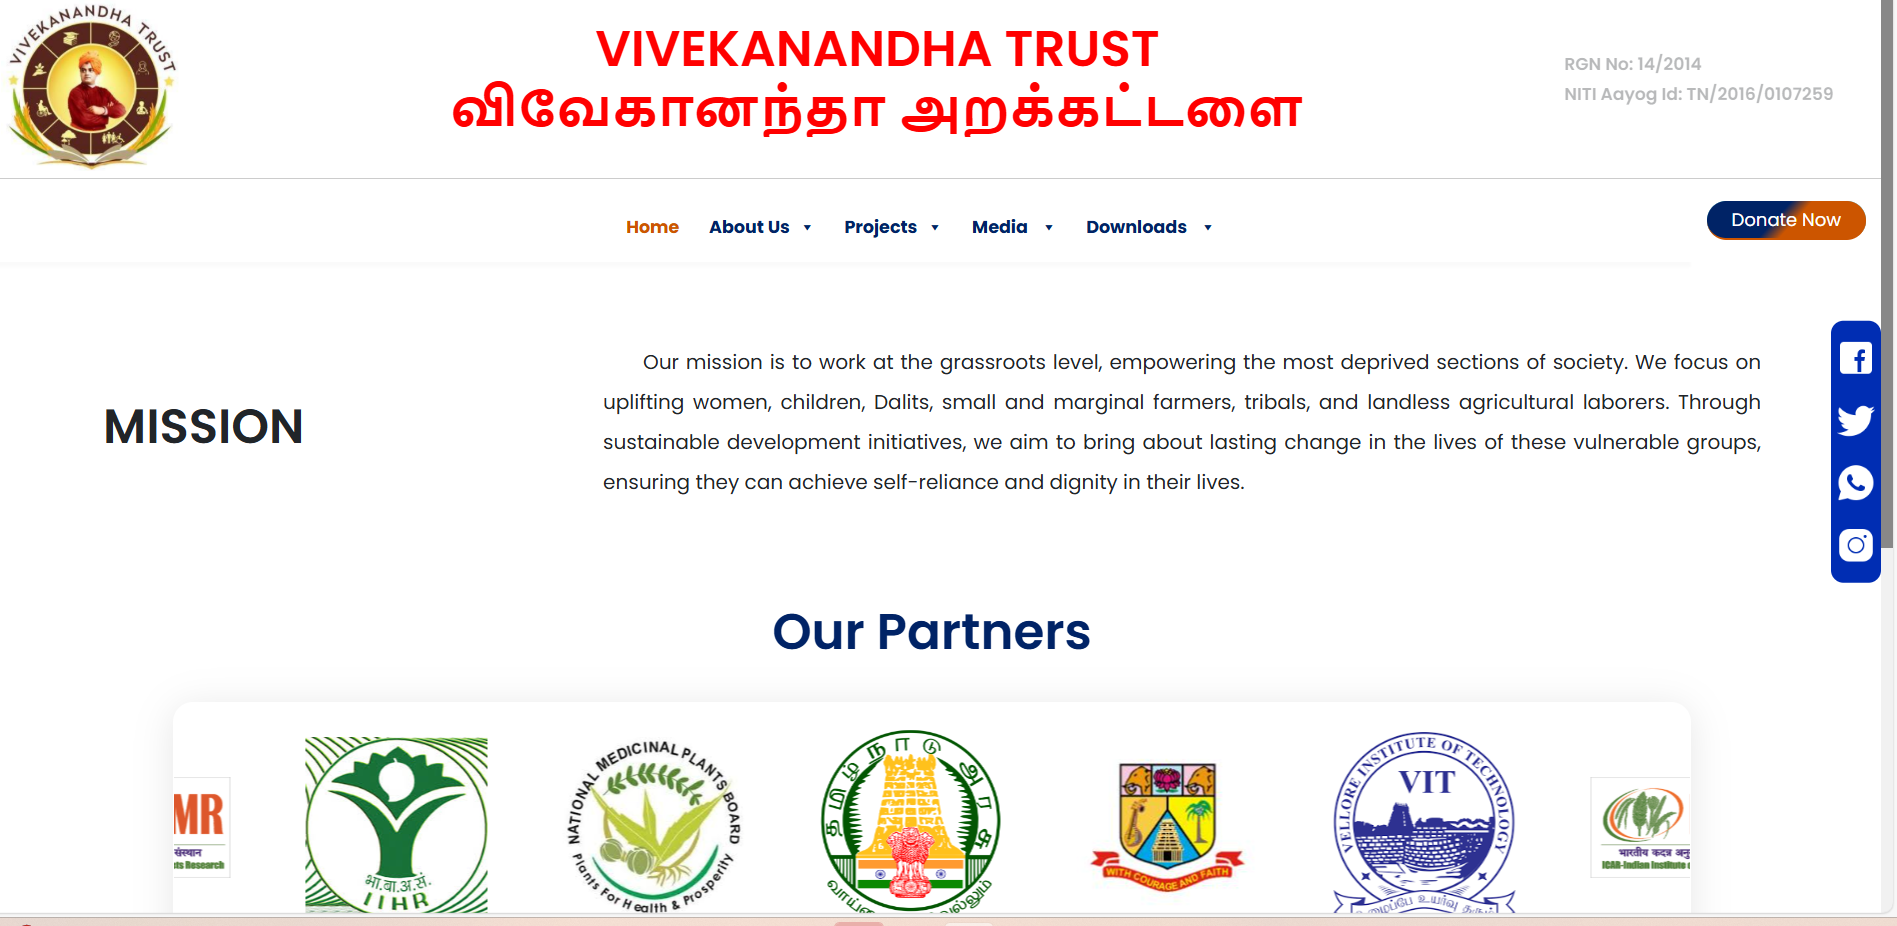 VIVEKANANDHA TRUST
VIVEKANANDHA TRUST
விவேகானந்தா அறக்கட்டளை
RGN No: 14/2014
NITI Aayog Id: TN/2016/0107259
Home About Us Projects Media Downloads
Donate Now
MISSION
Our mission is to work at the grassroots level, empowering the most deprived sections of society. We focus on
uplifting women, children, Dalits, small and marginal farmers, tribals, and landless agricultural laborers. Through
sustainable development initiatives, we aim to bring about lasting change in the lives of these vulnerable groups,
ensuring they can achieve self-reliance and dignity in their lives.
Our Partners
MR
संस्थान
Research
भा.बा.अ.सं.
IIHR
NATIONAL MEDICINAL PLANTS BOARD
Plants For Health & Prosperity
தமிழ்நாடு அரசு
WITH COURAGE AND FAITH
VELLORE INSTITUTE OF TECHNOLOGY
VIT
भारतीय कदन्न
ICAR-Indian Institute